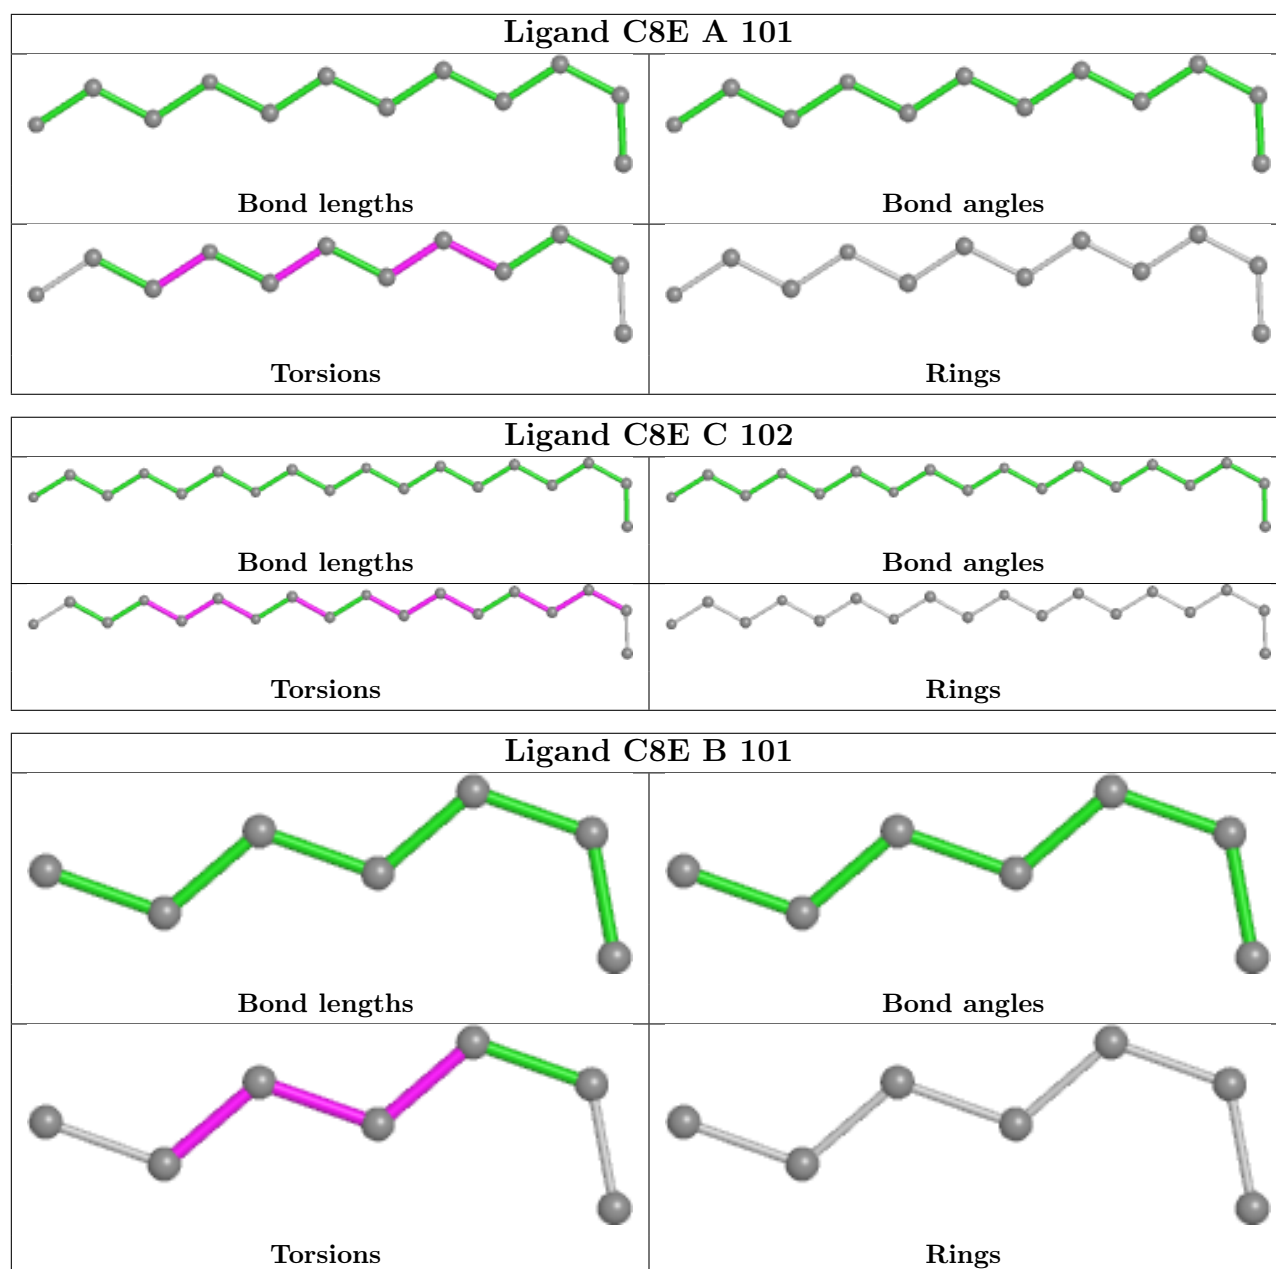 Ligand C8E A 101
Bond lengths
Bond angles
Torsions
Rings
Ligand C8E C 102
Bond lengths
Bond angles
Torsions
Rings
Ligand C8E B 101
Bond lengths
Bond angles
Torsions
Rings